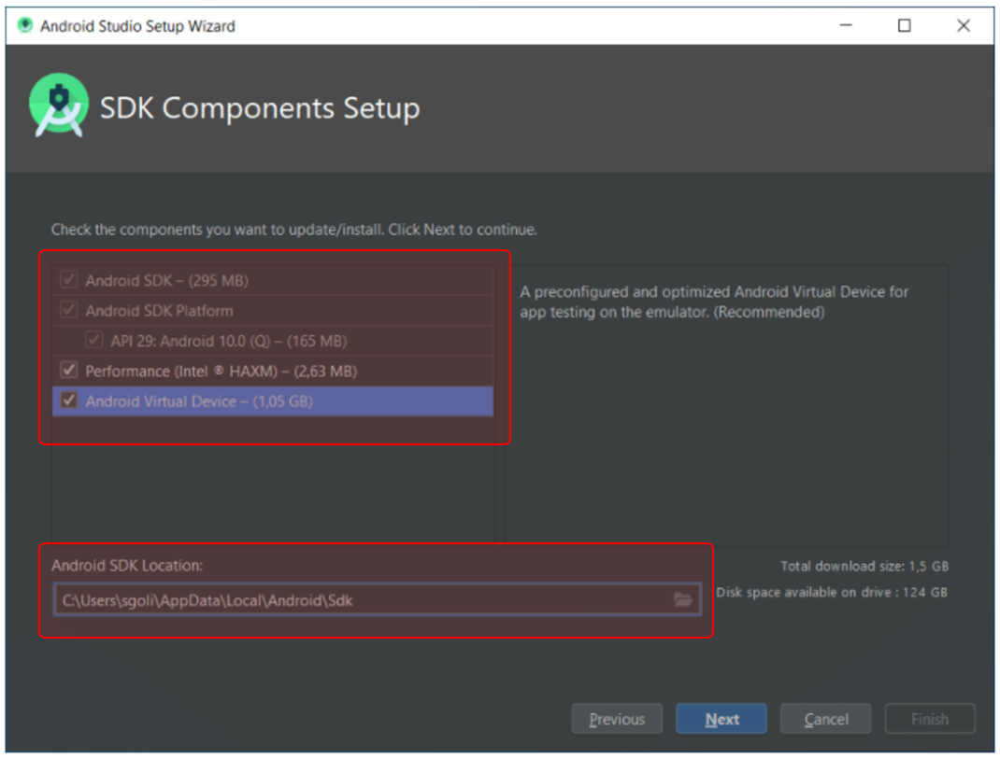 Android Studio Setup Wizard
SDK Components Setup
Check the components you want to update/install. Click Next to continue.
Android SDK – (295 MB)
Android SDK Platform
API 29: Android 10.0 (Q) – (165 MB)
Performance (Intel ® HAXM) – (2,63 MB)
Android Virtual Device – (1,05 GB)
A preconfigured and optimized Android Virtual Device for
app testing on the emulator. (Recommended)
Android SDK Location:
C:\Users\sgoli\AppData\Local\Android\Sdk
Total download size: 1,5 GB
Disk space available on drive : 124 GB
Previous
Next
Cancel
Finish